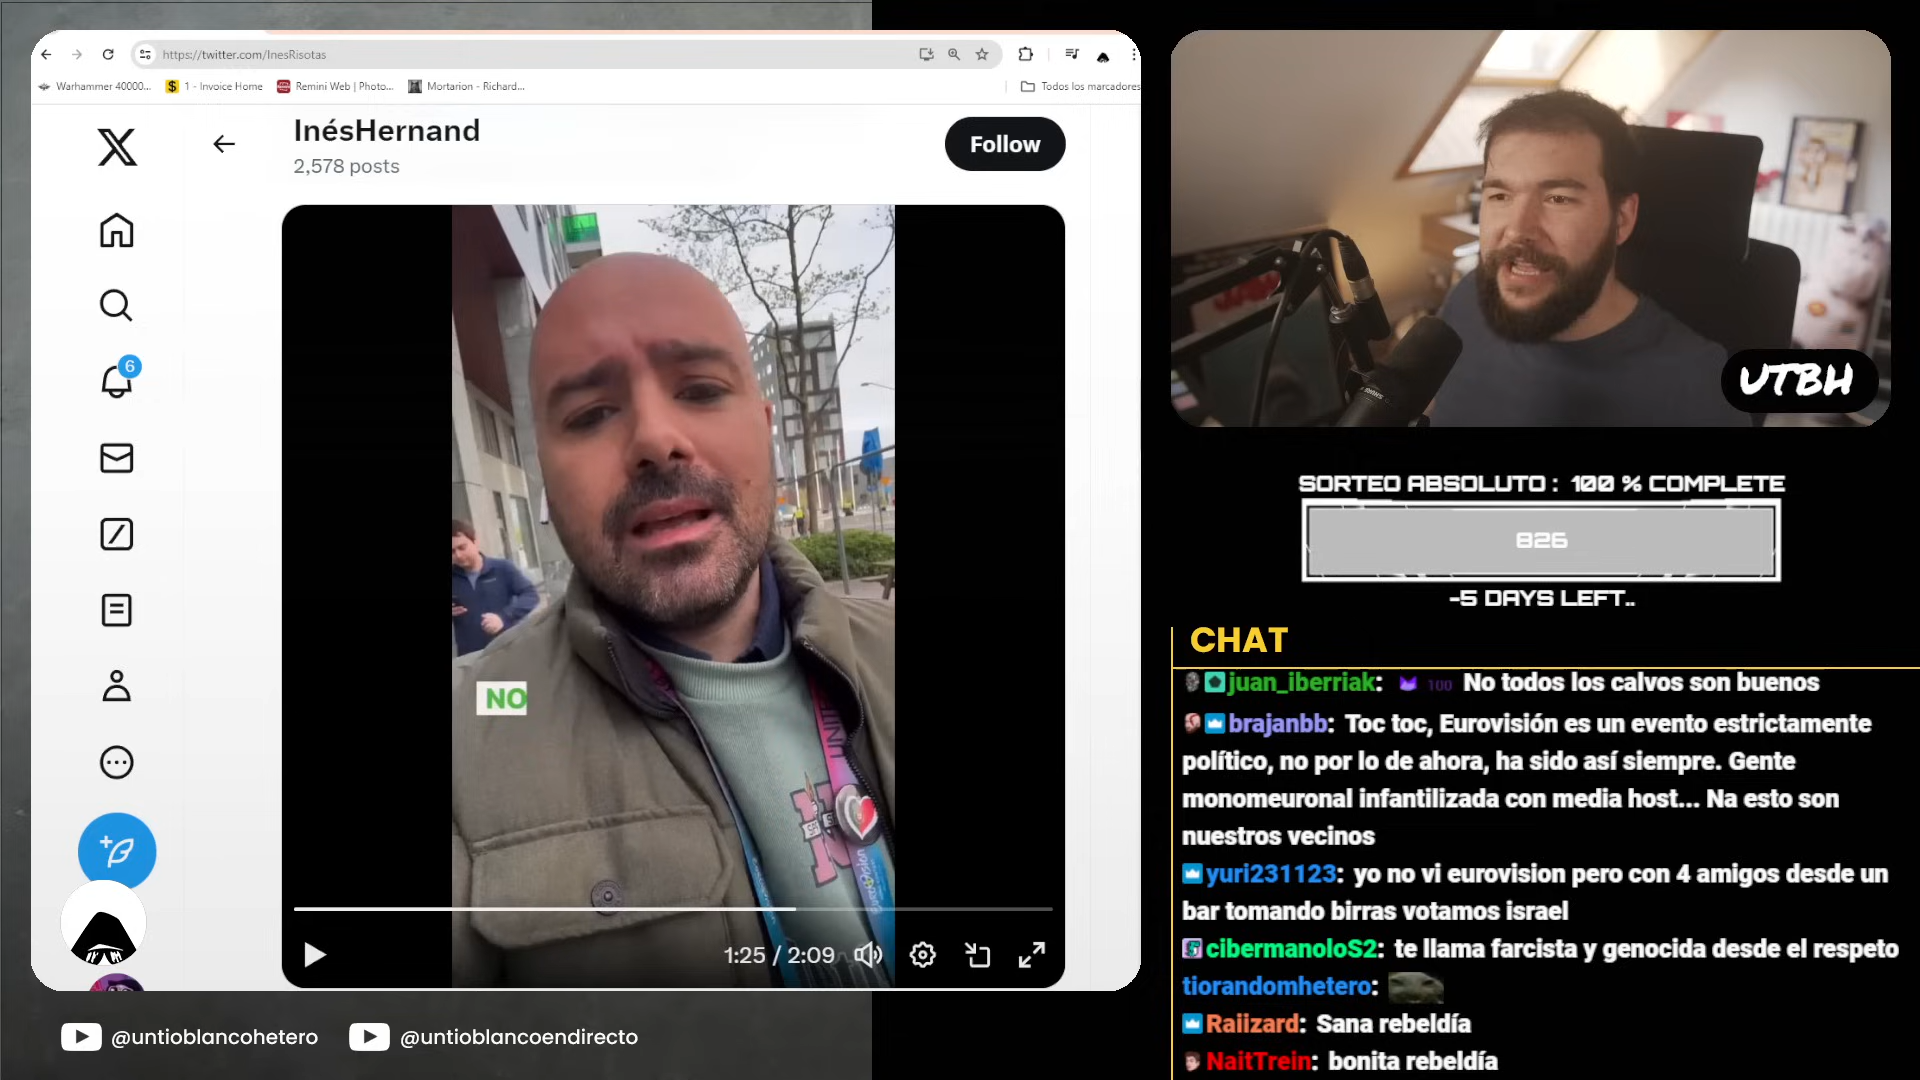 https://twitter.com/InesRisotas
Warhammer 40000...
1 - Invoice Home
Remini Web | Photo...
Mortarion - Richard...
Todos los marcadores
InésHernand
2,578 posts
Follow
6
NO
1:25 / 2:09
@untioblancohetero
@untioblancoendirecto
UTBH
SORTEO ABSOLUTO : 100 % COMPLETE
826
-5 DAYS LEFT..
CHAT
juan_iberriak: 100 No todos los calvos son buenos
brajanbb: Toc toc, Eurovisión es un evento estrictamente
político, no por lo de ahora, ha sido así siempre. Gente
monomeuronal infantilizada con media host... Na esto son
nuestros vecinos
yuri231123: yo no vi eurovision pero con 4 amigos desde un
bar tomando birras votamos israel
cibermanoloS2: te llama farcista y genocida desde el respeto
tiorandomhetero:
Raiizard: Sana rebeldía
NaitTrein: bonita rebeldía